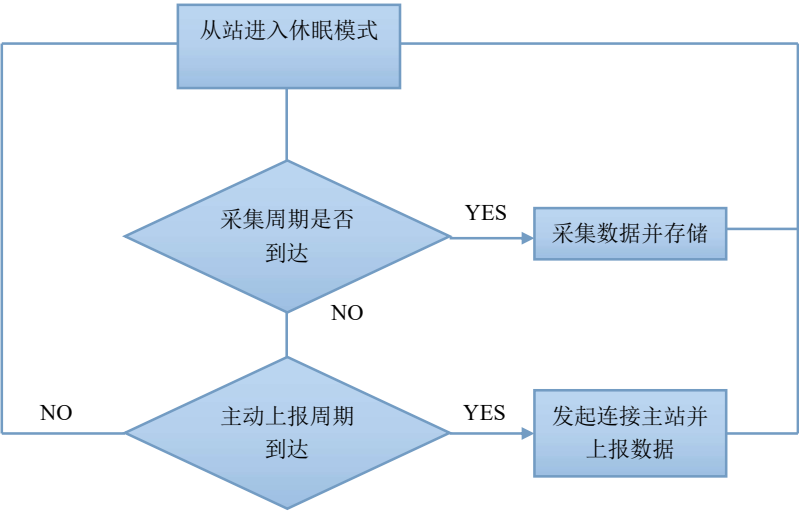 从站进入休眠模式
采集周期是否
到达
YES
采集数据并存储
NO
主动上报周期
到达
NO
YES
发起连接主站并
上报数据